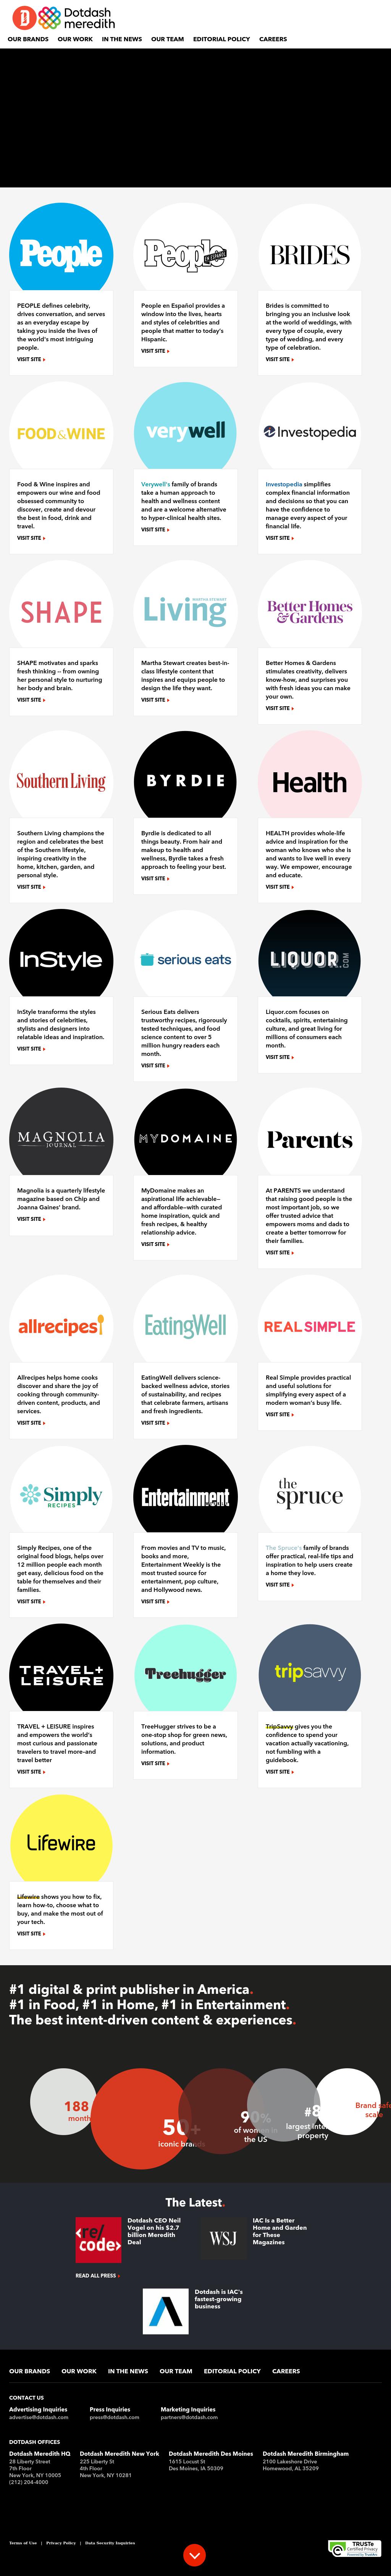 Dotdash
meredith
OUR BRANDS OUR WORK IN THE NEWS OUR TEAM EDITORIAL POLICY CAREERS
People
People
EN ESPAÑOL
BRIDES
PEOPLE defines celebrity,
drives conversation, and serves
as an everyday escape by
taking you inside the lives of
the world's most intriguing
people.
VISIT SITE
People en Español provides a
window into the lives, hearts
and styles of celebrities and
people that matter to today's
Hispanic.
VISIT SITE
Brides is committed to
bringing you an inclusive look
at the world of weddings, with
every type of couple, every
type of wedding, and every
type of celebration.
VISIT SITE
FOOD&WINE
verywell
Investopedia
Food & Wine inspires and
empowers our wine and food
obsessed community to
discover, create and devour
the best in food, drink and
travel.
VISIT SITE
Verywell's family of brands
take a human approach to
health and wellness content
and are a welcome alternative
to hyper-clinical health sites.
VISIT SITE
Investopedia simplifies
complex financial information
and decisions so that you can
have the confidence to
manage every aspect of your
financial life.
VISIT SITE
SHAPE
MARTHA STEWART
Living
Better Homes
&Gardens
SHAPE motivates and sparks
fresh thinking — from owning
her personal style to nurturing
her body and brain.
VISIT SITE
Martha Stewart creates best-in-
class lifestyle content that
inspires and equips people to
design the life they want.
VISIT SITE
Better Homes & Gardens
stimulates creativity, delivers
know-how, and surprises you
with fresh ideas you can make
your own.
VISIT SITE
Southern Living
BYRDIE
Health
Southern Living champions the
region and celebrates the best
of the Southern lifestyle,
inspiring creativity in the
home, kitchen, garden, and
personal style.
VISIT SITE
Byrdie is dedicated to all
things beauty. From hair and
makeup to health and
wellness, Byrdie takes a fresh
approach to feeling your best.
VISIT SITE
HEALTH provides whole-life
advice and inspiration for the
woman who knows who she is
and wants to live well in every
way. We empower, encourage
and educate.
VISIT SITE
InStyle
serious eats
LIQUOR.COM
InStyle transforms the styles
and stories of celebrities,
stylists and designers into
relatable ideas and inspiration.
VISIT SITE
Serious Eats delivers
trustworthy recipes, rigorously
tested techniques, and food
science content to over 5
million hungry readers each
month.
VISIT SITE
Liquor.com focuses on
cocktails, spirits, entertaining
culture, and great living for
millions of consumers each
month.
VISIT SITE
MAGNOLIA
JOURNAL
MYDOMAINE
Parents
Magnolia is a quarterly lifestyle
magazine based on Chip and
Joanna Gaines' brand.
VISIT SITE
MyDomaine makes an
aspirational life achievable—
and affordable—with curated
home inspiration, quick and
fresh recipes, & healthy
relationship advice.
VISIT SITE
At PARENTS we understand
that raising good people is the
most important job, so we
offer trusted advice that
empowers moms and dads to
create a better tomorrow for
their families.
VISIT SITE
allrecipes
EatingWell
REAL SIMPLE
Allrecipes helps home cooks
discover and share the joy of
cooking through community-
driven content, products, and
services.
VISIT SITE
EatingWell delivers science-
backed wellness advice, stories
of sustainability, and recipes
that celebrate farmers, artisans
and fresh ingredients.
VISIT SITE
Real Simple provides practical
and useful solutions for
simplifying every aspect of a
modern woman's busy life.
VISIT SITE
Simply
RECIPES
Entertainment
the
spruce
Simply Recipes, one of the
original food blogs, helps over
12 million people each month
get easy, delicious food on the
table for themselves and their
families.
VISIT SITE
From movies and TV to music,
books and more,
Entertainment Weekly is the
most trusted source for
entertainment, pop culture,
and Hollywood news.
VISIT SITE
The Spruce's family of brands
offer practical, real-life tips and
inspiration to help users create
a home they love.
VISIT SITE
TRAVEL+
LEISURE
Treehugger
tripsavvy
TRAVEL + LEISURE inspires
and empowers the world's
most curious and passionate
travelers to travel more-and
travel better
VISIT SITE
TreeHugger strives to be a
one-stop shop for green news,
solutions, and product
information.
VISIT SITE
TripSavvy gives you the
confidence to spend your
vacation actually vacationing,
not fumbling with a
guidebook.
VISIT SITE
Lifewire
Lifewire shows you how to fix,
learn how-to, choose what to
buy, and make the most out of
your tech.
VISIT SITE
#1 digital & print publisher in America.
#1 in Food, #1 in Home, #1 in Entertainment.
The best intent-driven content & experiences.
188
month
50+
iconic brands
90%
of women in
the US
#8
largest internet
property
Brand safe
scale
The Latest.
<re/
code>
Dotdash CEO Neil
Vogel on his $2.7
billion Meredith
Deal
WSJ
IAC Is a Better
Home and Garden
for These
Magazines
READ ALL PRESS
Dotdash is IAC's
fastest-growing
business
OUR BRANDS OUR WORK IN THE NEWS OUR TEAM EDITORIAL POLICY CAREERS
CONTACT US
Advertising Inquiries Press Inquiries Marketing Inquiries
advertise@dotdash.com press@dotdash.com partners@dotdash.com
DOTDASH OFFICES
Dotdash Meredith HQ
28 Liberty Street
7th Floor
New York, NY 10005
(212) 204-4000
Dotdash Meredith New York
225 Liberty St
4th Floor
New York, NY 10281
Dotdash Meredith Des Moines
1615 Locust St
Des Moines, IA 50309
Dotdash Meredith Birmingham
2100 Lakeshore Drive
Homewood, AL 35209
Terms of Use | Privacy Policy | Data Security Inquiries
TRUSTe
Certified Privacy
Powered by TrustArc